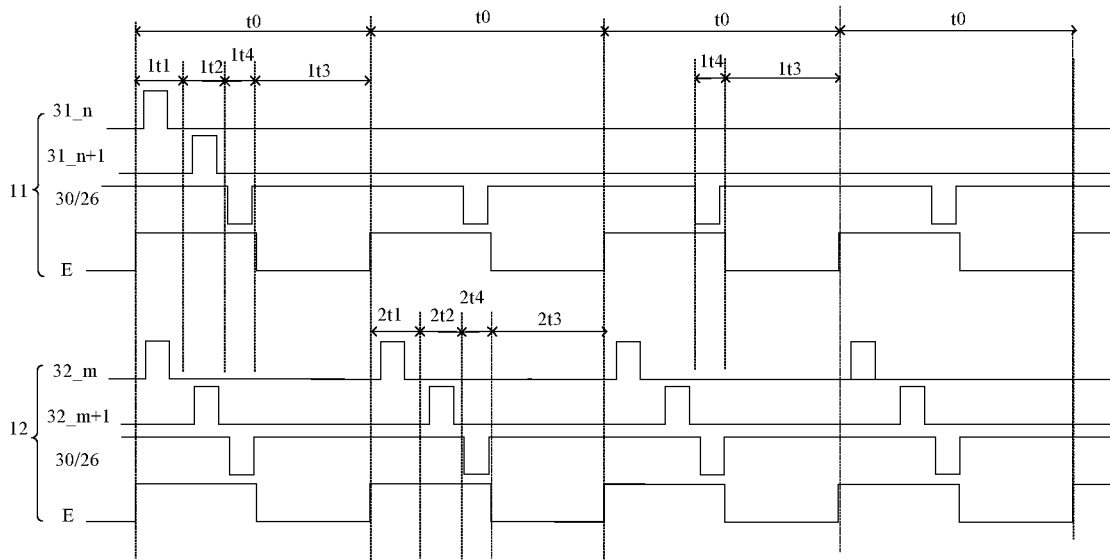 t0 t0 t0 t0
1t1 1t2 1t4 1t3 1t4 1t3
31_n
31_n+1
11
30/26
E
2t4
2t1 2t2 2t3
32_m
32_m+1
12
30/26
E